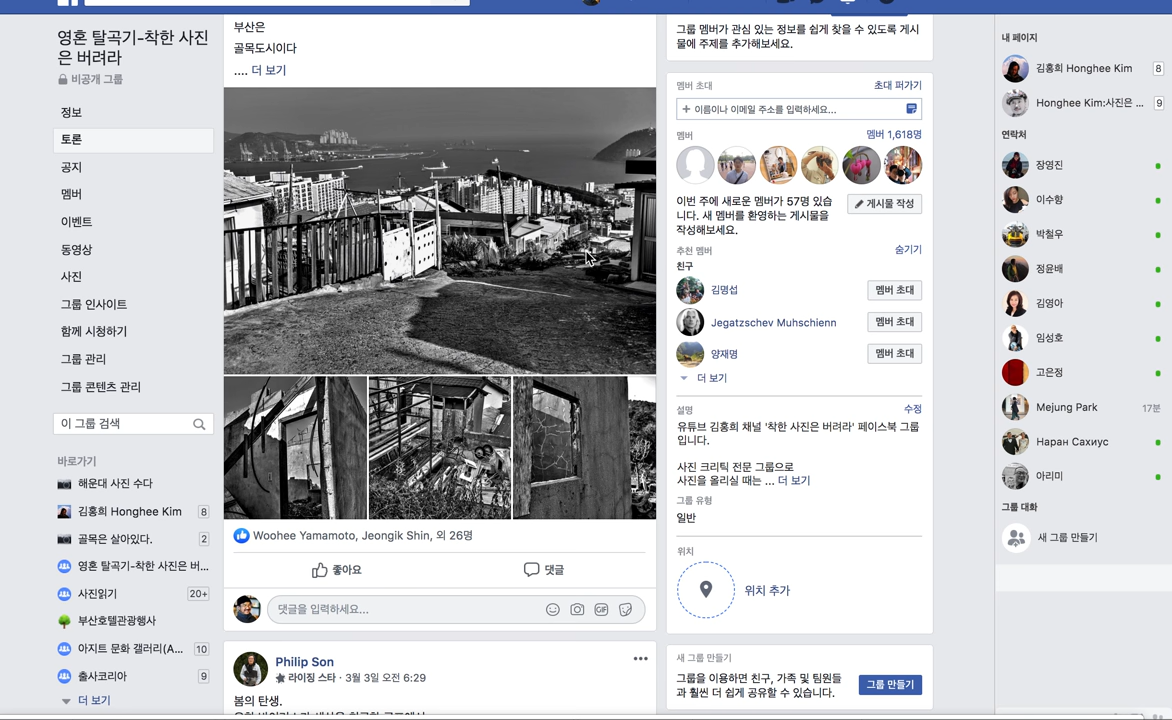 영혼 탈곡기-착한 사진
은 버려라
비공개 그룹
정보
토론
공지
멤버
이벤트
동영상
사진
그룹 인사이트
함께 시청하기
그룹 관리
그룹 콘텐츠 관리
이 그룹 검색
바로가기
해운대 사진 수다
김홍희 Honghee Kim 8
골목은 살아있다. 2
영혼 탈곡기-착한 사진은 버...
사진읽기 20+
부산호텔관광행사
아지트 문화 갤러리(A... 10
출사코리아 9
더 보기
부산은
골목도시이다
.... 더 보기
Woohee Yamamoto, Jeongik Shin, 외 26명
좋아요 댓글
댓글을 입력하세요...
GIF
Philip Son
라이징 스타 · 3월 3일 오전 6:29
봄의 탄생.
그룹 멤버가 관심 있는 정보를 쉽게 찾을 수 있도록 게시
물에 주제를 추가해보세요.
멤버 초대 초대 퍼가기
+ 이름이나 이메일 주소를 입력하세요...
멤버 멤버 1,618명
이번 주에 새로운 멤버가 57명 있습
니다. 새 멤버를 환영하는 게시물을
작성해보세요.
게시물 작성
추천 멤버 숨기기
친구
김명섭 멤버 초대
Jegatzschev Muhschienn 멤버 초대
양재명 멤버 초대
더 보기
설명 수정
유튜브 김홍희 채널 '착한 사진은 버려라' 페이스북 그룹
입니다.
사진 크리틱 전문 그룹으로
사진을 올리실 때는 ... 더 보기
그룹 유형
일반
위치
위치 추가
새 그룹 만들기
그룹을 이용하면 친구, 가족 및 팀원들
과 훨씬 더 쉽게 공유할 수 있습니다.
그룹 만들기
내 페이지
김홍희 Honghee Kim 8
Honghee Kim:사진은 ... 9
연락처
장영진
이수향
박철우
정윤배
김영아
임성호
고은정
Mejung Park 17분
Наран Сахиус
아리미
그룹 대화
새 그룹 만들기